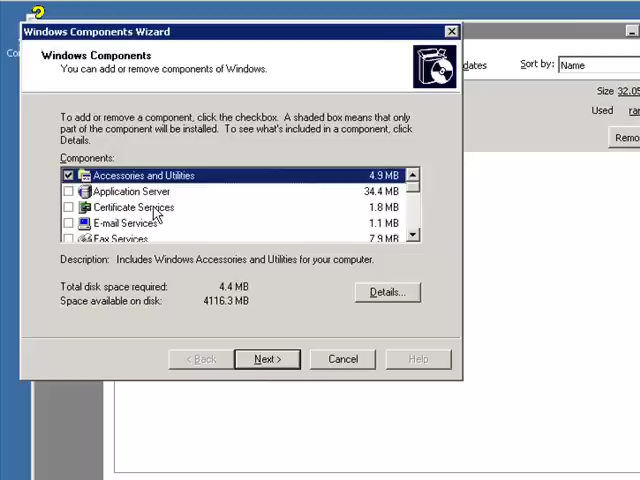 Windows Components Wizard
Windows Components
You can add or remove components of Windows.
dates
Sort by:
Name
Size 32.05
Used
To add or remove a component, click the checkbox. A shaded box means that only
part of the component will be installed. To see what's included in a component, click
Details.
Components:
Accessories and Utilities 4.9 MB
Application Server 34.4 MB
Certificate Services 1.8 MB
E-mail Services 1.1 MB
Fax Services 7.9 MB
Description: Includes Windows Accessories and Utilities for your computer.
Total disk space required: 4.4 MB
Space available on disk: 4116.3 MB
Details...
< Back
Next >
Cancel
Help
Remo